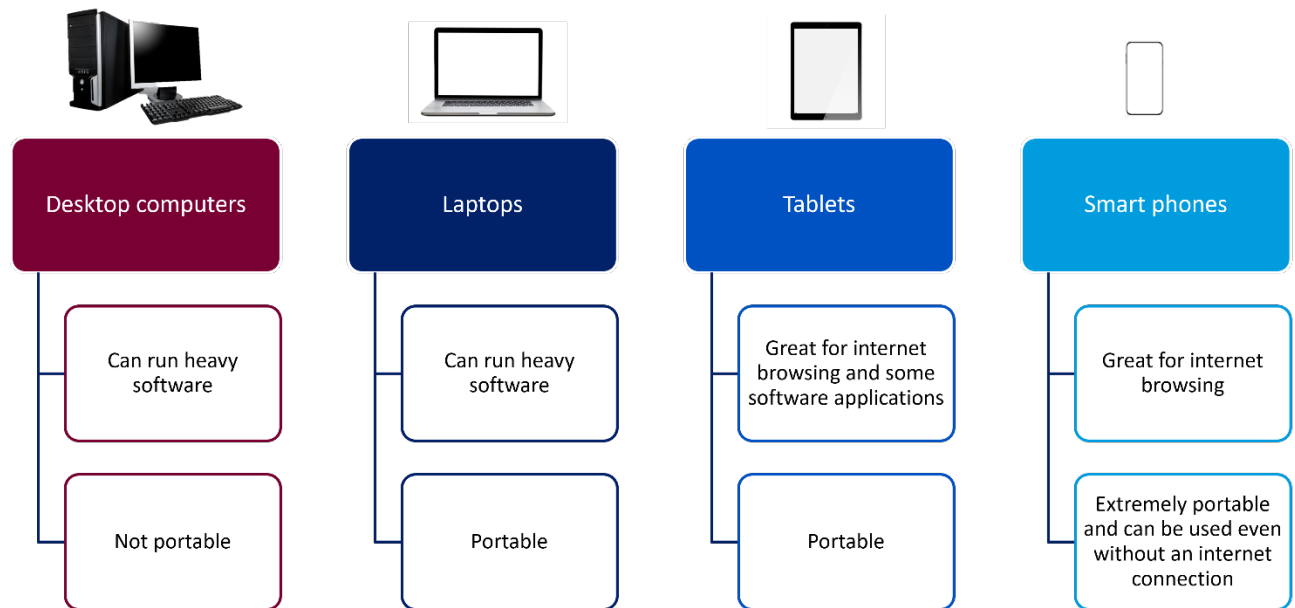 Desktop computers
Can run heavy
software
Not portable
Laptops
Can run heavy
software
Portable
Tablets
Great for internet
browsing and some
software applications
Portable
Smart phones
Great for internet
browsing
Extremely portable
and can be used even
without an internet
connection